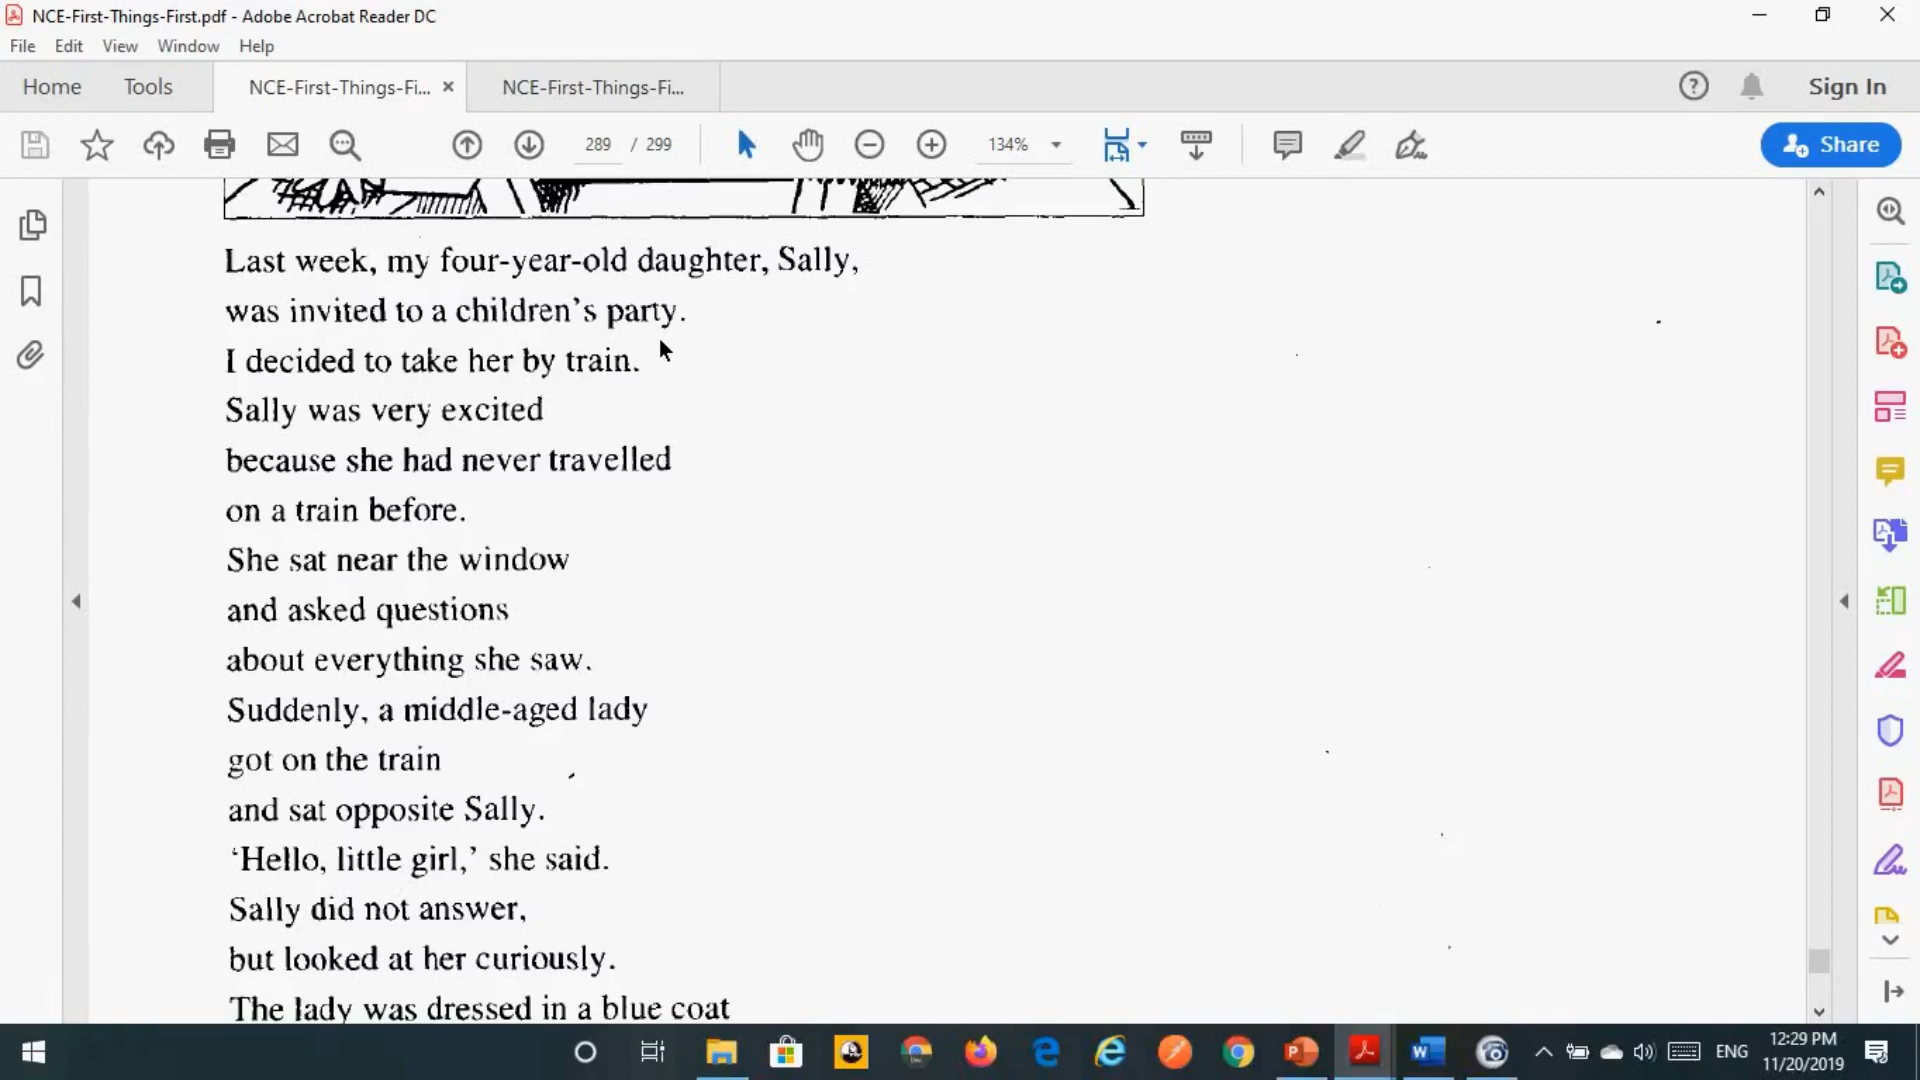 NCE-First-Things-First.pdf - Adobe Acrobat Reader DC
File Edit View Window Help
Home Tools NCE-First-Things-Fi... × NCE-First-Things-Fi... Sign In
289 / 299 134% Share
Last week, my four-year-old daughter, Sally,
was invited to a children’s party.
I decided to take her by train.
Sally was very excited
because she had never travelled
on a train before.
She sat near the window
and asked questions
about everything she saw.
Suddenly, a middle-aged lady
got on the train
and sat opposite Sally.
‘Hello, little girl,’ she said.
Sally did not answer,
but looked at her curiously.
The lady was dressed in a blue coat
ENG 12:29 PM
11/20/2019